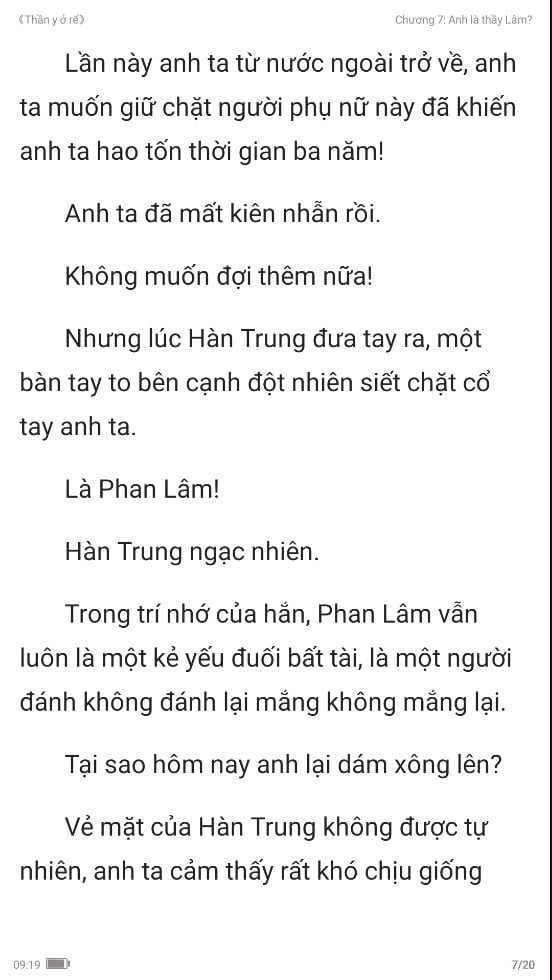 《Thần y ở rể》
Chương 7: Anh là thầy Lâm?
Lần này anh ta từ nước ngoài trở về, anh
ta muốn giữ chặt người phụ nữ này đã khiến
anh ta hao tốn thời gian ba năm!
Anh ta đã mất kiên nhẫn rồi.
Không muốn đợi thêm nữa!
Nhưng lúc Hàn Trung đưa tay ra, một
bàn tay to bên cạnh đột nhiên siết chặt cổ
tay anh ta.
Là Phan Lâm!
Hàn Trung ngạc nhiên.
Trong trí nhớ của hắn, Phan Lâm vẫn
luôn là một kẻ yếu đuối bất tài, là một người
đánh không đánh lại mắng không mắng lại.
Tại sao hôm nay anh lại dám xông lên?
Vẻ mặt của Hàn Trung không được tự
nhiên, anh ta cảm thấy rất khó chịu giống
09:19
7/20